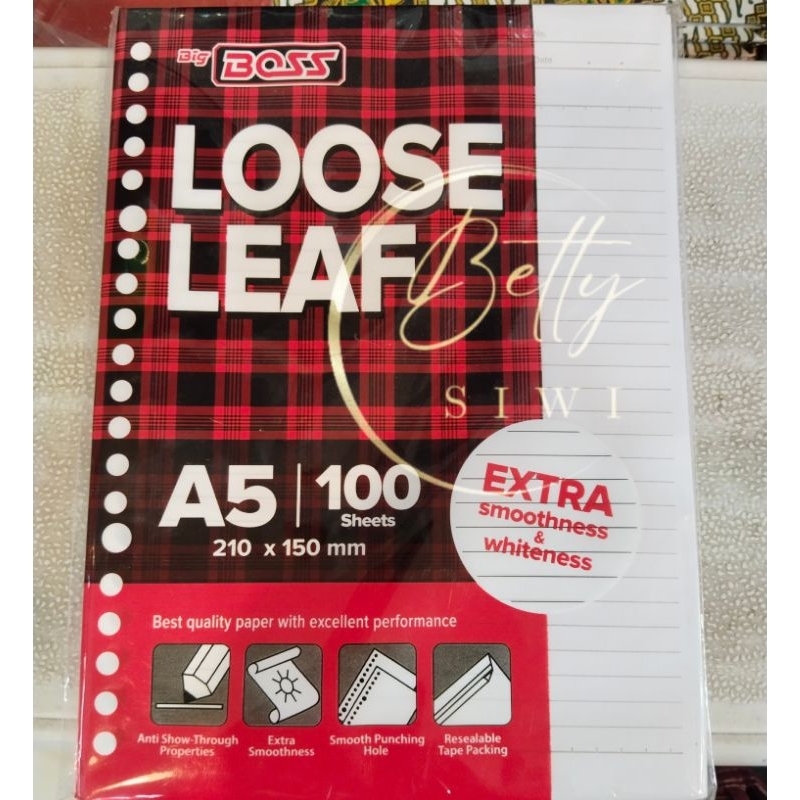 Big BOSS
LOOSE
LEAF
Betty
SIWI
A5 | 100
Sheets
210 x 150 mm
EXTRA
smoothness
&
whiteness
Best quality paper with excellent performance
Anti Show-Through
Properties
Extra
Smoothness
Smooth Punching
Hole
Resealable
Tape Packing